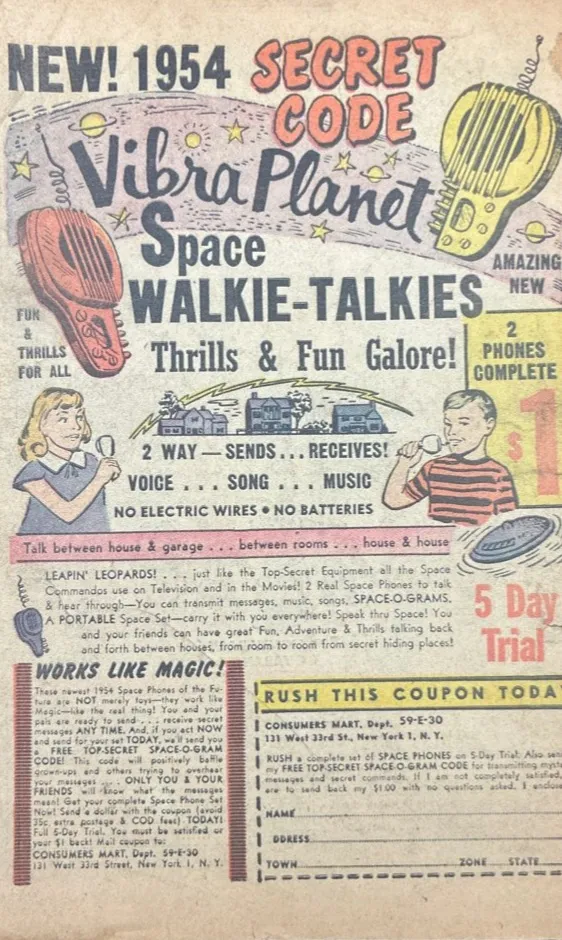 NEW! 1954 SECRET
CODE
Vibra Planet
Space
WALKIE-TALKIES
AMAZING
NEW
FUN
&
THRILLS
FOR ALL
Thrills & Fun Galore!
2
PHONES
COMPLETE
$1
2 WAY — SENDS... RECEIVES!
VOICE ... SONG ... MUSIC
NO ELECTRIC WIRES • NO BATTERIES
Talk between house & garage ... between rooms ... house & house
LEAPIN' LEOPARDS! ... just like the Top-Secret Equipment all the Space
Commandos use on Television and in the Movies! 2 Real Space Phones to talk
& hear through—You can transmit messages, music, songs, SPACE-O-GRAMS.
A PORTABLE Space Set—carry it with you everywhere! Speak thru Space! You
and your friends can have great Fun, Adventure & Thrills talking back
and forth between houses, from room to room from secret hiding places!
5 Day
Trial
WORKS LIKE MAGIC!
These newest 1954 Space Phones of the Fu-
ture are NOT merely toys—they work like
Magic—like the real thing! You and your
pals are ready to send ... receive secret
messages ANY TIME. And, if you ACT NOW
and send for your set TODAY, we'll send you
a FREE TOP-SECRET SPACE-O-GRAM
CODE! This code will positively baffle
grown-ups and others trying to overhear
your messages ... ONLY YOU & YOUR
FRIENDS will know what the messages
mean! Get your complete Space Phone Set
Now! Send a dollar with the coupon (avoid
35c extra postage & COD fees) TODAY!
Full 5-Day Trial. You must be satisfied or
your $1 back! Mail coupon to:
CONSUMERS MART, Dept. 59-E-30
131 West 33rd Street, New York 1, N. Y.
RUSH THIS COUPON TODA
CONSUMERS MART, Dept. 59-E-30
131 West 33rd St., New York 1, N. Y.
RUSH a complete set of SPACE PHONES on 5-Day Trial. Also sen
my FREE TOP-SECRET SPACE-O-GRAM CODE for transmitting myst
messages and secret commands. If I am not completely satisfied,
are to send back my $1.00 with no questions asked. I enclos
NAME
DDRESS
TOWN ZONE STATE